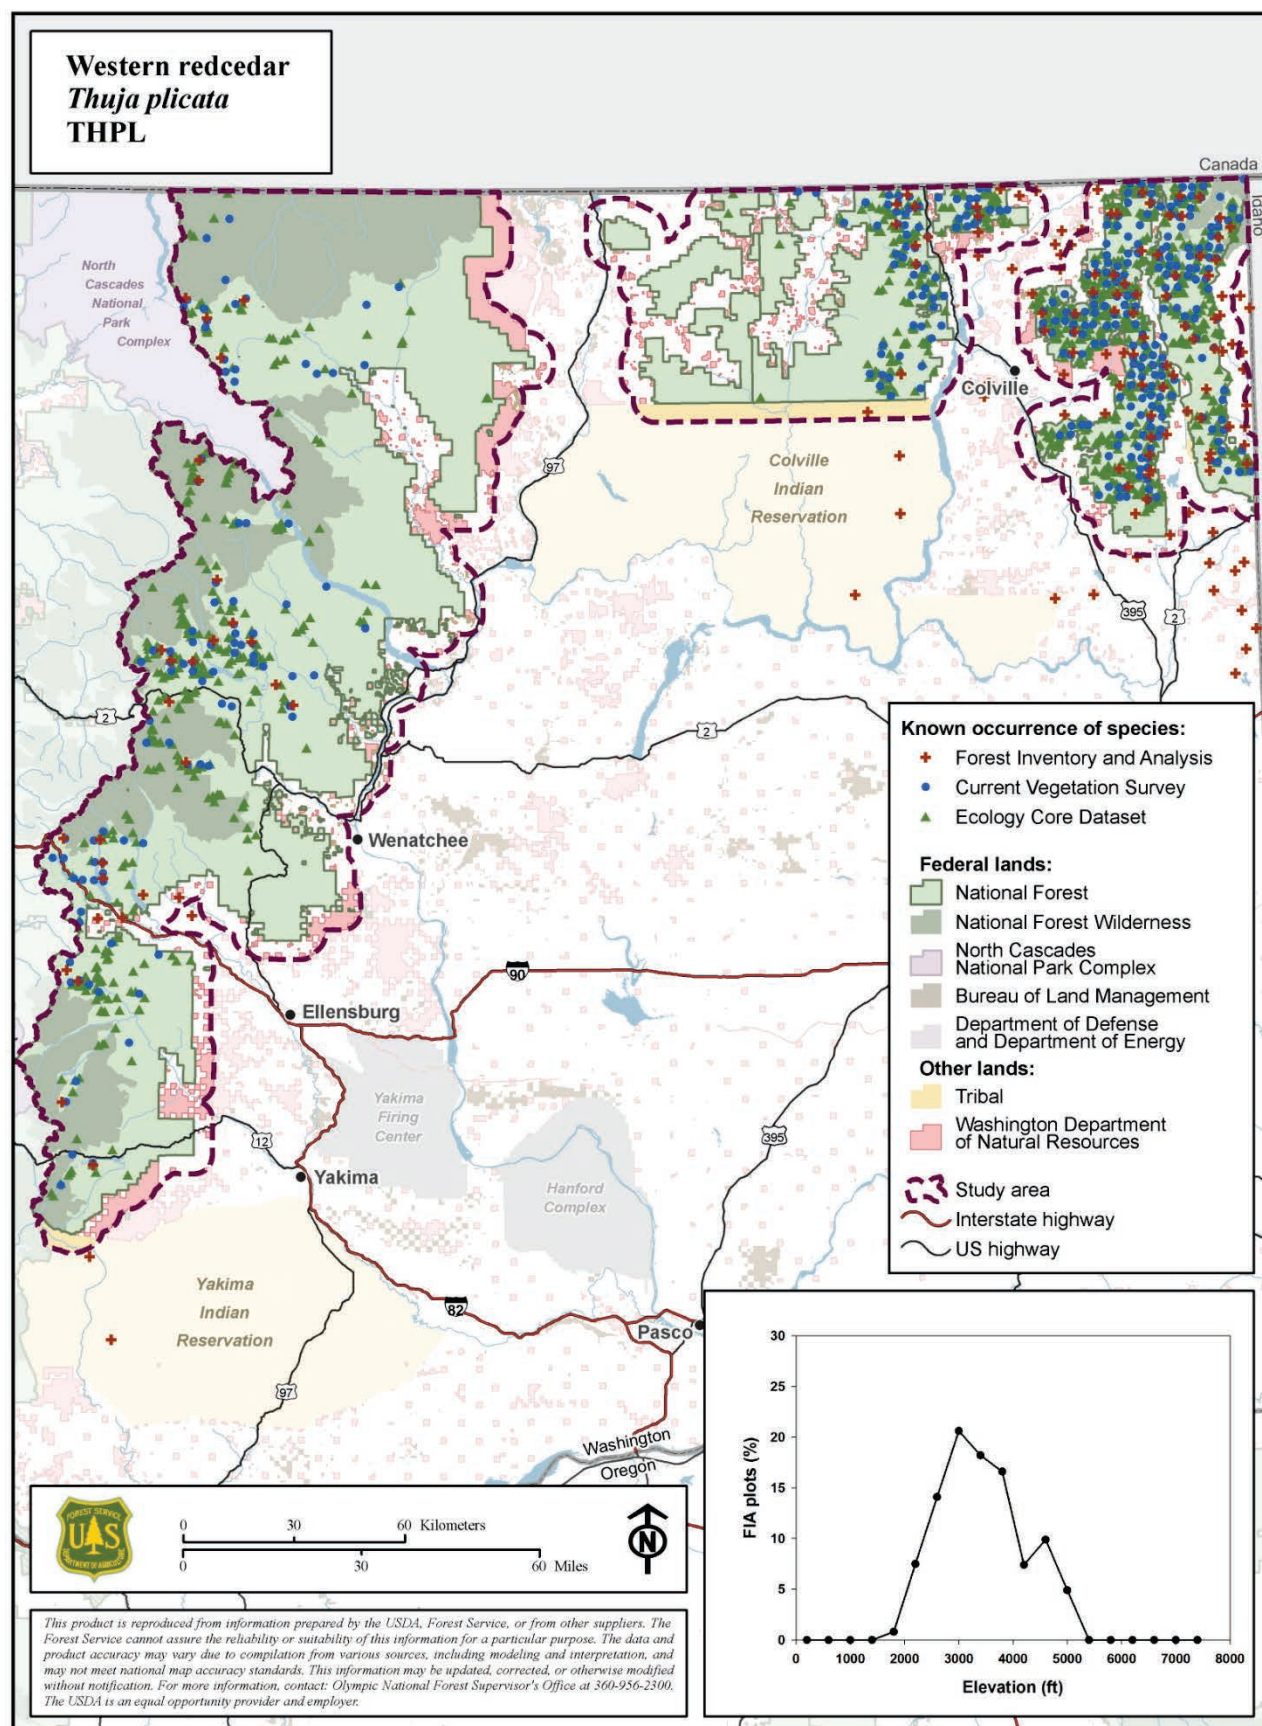 Western redcedar
Thuja plicata
THPL
Canada
Idaho
North
Cascades
National
Park
Complex
97
Colville
Colville
Indian
Reservation
395
2
2
2
Wenatchee
90
Ellensburg
Yakima
Firing
Center
395
12
Yakima
Hanford
Complex
Yakima
Indian
Reservation
82
Pasco
97
Washington
Oregon
Known occurrence of species:
Forest Inventory and Analysis
Current Vegetation Survey
Ecology Core Dataset
Federal lands:
National Forest
National Forest Wilderness
North Cascades
National Park Complex
Bureau of Land Management
Department of Defense
and Department of Energy
Other lands:
Tribal
Washington Department
of Natural Resources
Study area
Interstate highway
US highway
FOREST SERVICE
U S
DEPARTMENT OF AGRICULTURE
0 30 60 Kilometers
0 30 60 Miles
N
This product is reproduced from information prepared by the USDA, Forest Service, or from other suppliers. The
Forest Service cannot assure the reliability or suitability of this information for a particular purpose. The data and
product accuracy may vary due to compilation from various sources, including modeling and interpretation, and
may not meet national map accuracy standards. This information may be updated, corrected, or otherwise modified
without notification. For more information, contact: Olympic National Forest Supervisor's Office at 360-956-2300.
The USDA is an equal opportunity provider and employer.
30
25
20
15
10
5
0
FIA plots (%)
0 1000 2000 3000 4000 5000 6000 7000 8000
Elevation (ft)